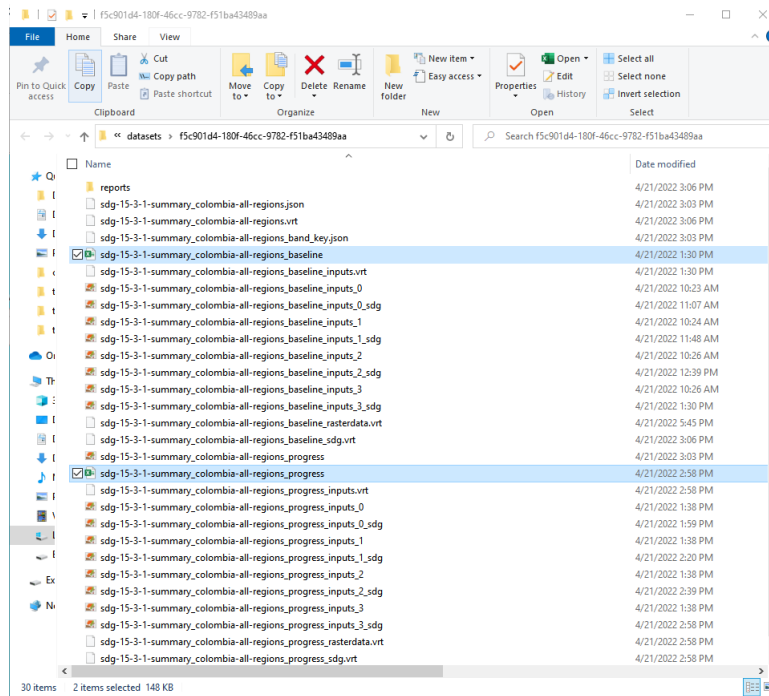 f5c901d4-180f-46cc-9782-f51ba43489aa
File Home Share View
Pin to Quick access
Copy
Paste
Cut
Copy path
Paste shortcut
Move to
Copy to
Delete
Rename
New folder
New item
Easy access
Properties
Open
Edit
History
Select all
Select none
Invert selection
Clipboard Organize New Open Select
« datasets > f5c901d4-180f-46cc-9782-f51ba43489aa
Search f5c901d4-180f-46cc-9782-f51ba43489aa
Name Date modified
reports 4/21/2022 3:06 PM
sdg-15-3-1-summary_colombia-all-regions.json 4/21/2022 3:03 PM
sdg-15-3-1-summary_colombia-all-regions.vrt 4/21/2022 3:06 PM
sdg-15-3-1-summary_colombia-all-regions_band_key.json 4/21/2022 3:03 PM
sdg-15-3-1-summary_colombia-all-regions_baseline 4/21/2022 1:30 PM
sdg-15-3-1-summary_colombia-all-regions_baseline_inputs.vrt 4/21/2022 1:30 PM
sdg-15-3-1-summary_colombia-all-regions_baseline_inputs_0 4/21/2022 10:23 AM
sdg-15-3-1-summary_colombia-all-regions_baseline_inputs_0_sdg 4/21/2022 11:07 AM
sdg-15-3-1-summary_colombia-all-regions_baseline_inputs_1 4/21/2022 10:24 AM
sdg-15-3-1-summary_colombia-all-regions_baseline_inputs_1_sdg 4/21/2022 11:48 AM
sdg-15-3-1-summary_colombia-all-regions_baseline_inputs_2 4/21/2022 10:26 AM
sdg-15-3-1-summary_colombia-all-regions_baseline_inputs_2_sdg 4/21/2022 12:39 PM
sdg-15-3-1-summary_colombia-all-regions_baseline_inputs_3 4/21/2022 10:26 AM
sdg-15-3-1-summary_colombia-all-regions_baseline_inputs_3_sdg 4/21/2022 1:30 PM
sdg-15-3-1-summary_colombia-all-regions_baseline_rasterdata.vrt 4/21/2022 5:45 PM
sdg-15-3-1-summary_colombia-all-regions_baseline_sdg.vrt 4/21/2022 3:06 PM
sdg-15-3-1-summary_colombia-all-regions_progress 4/21/2022 3:03 PM
sdg-15-3-1-summary_colombia-all-regions_progress 4/21/2022 2:58 PM
sdg-15-3-1-summary_colombia-all-regions_progress_inputs.vrt 4/21/2022 2:58 PM
sdg-15-3-1-summary_colombia-all-regions_progress_inputs_0 4/21/2022 1:38 PM
sdg-15-3-1-summary_colombia-all-regions_progress_inputs_0_sdg 4/21/2022 1:59 PM
sdg-15-3-1-summary_colombia-all-regions_progress_inputs_1 4/21/2022 1:38 PM
sdg-15-3-1-summary_colombia-all-regions_progress_inputs_1_sdg 4/21/2022 2:20 PM
sdg-15-3-1-summary_colombia-all-regions_progress_inputs_2 4/21/2022 1:38 PM
sdg-15-3-1-summary_colombia-all-regions_progress_inputs_2_sdg 4/21/2022 2:39 PM
sdg-15-3-1-summary_colombia-all-regions_progress_inputs_3 4/21/2022 1:38 PM
sdg-15-3-1-summary_colombia-all-regions_progress_inputs_3_sdg 4/21/2022 2:58 PM
sdg-15-3-1-summary_colombia-all-regions_progress_rasterdata.vrt 4/21/2022 2:58 PM
sdg-15-3-1-summary_colombia-all-regions_progress_sdg.vrt 4/21/2022 2:58 PM
30 items 2 items selected 148 KB